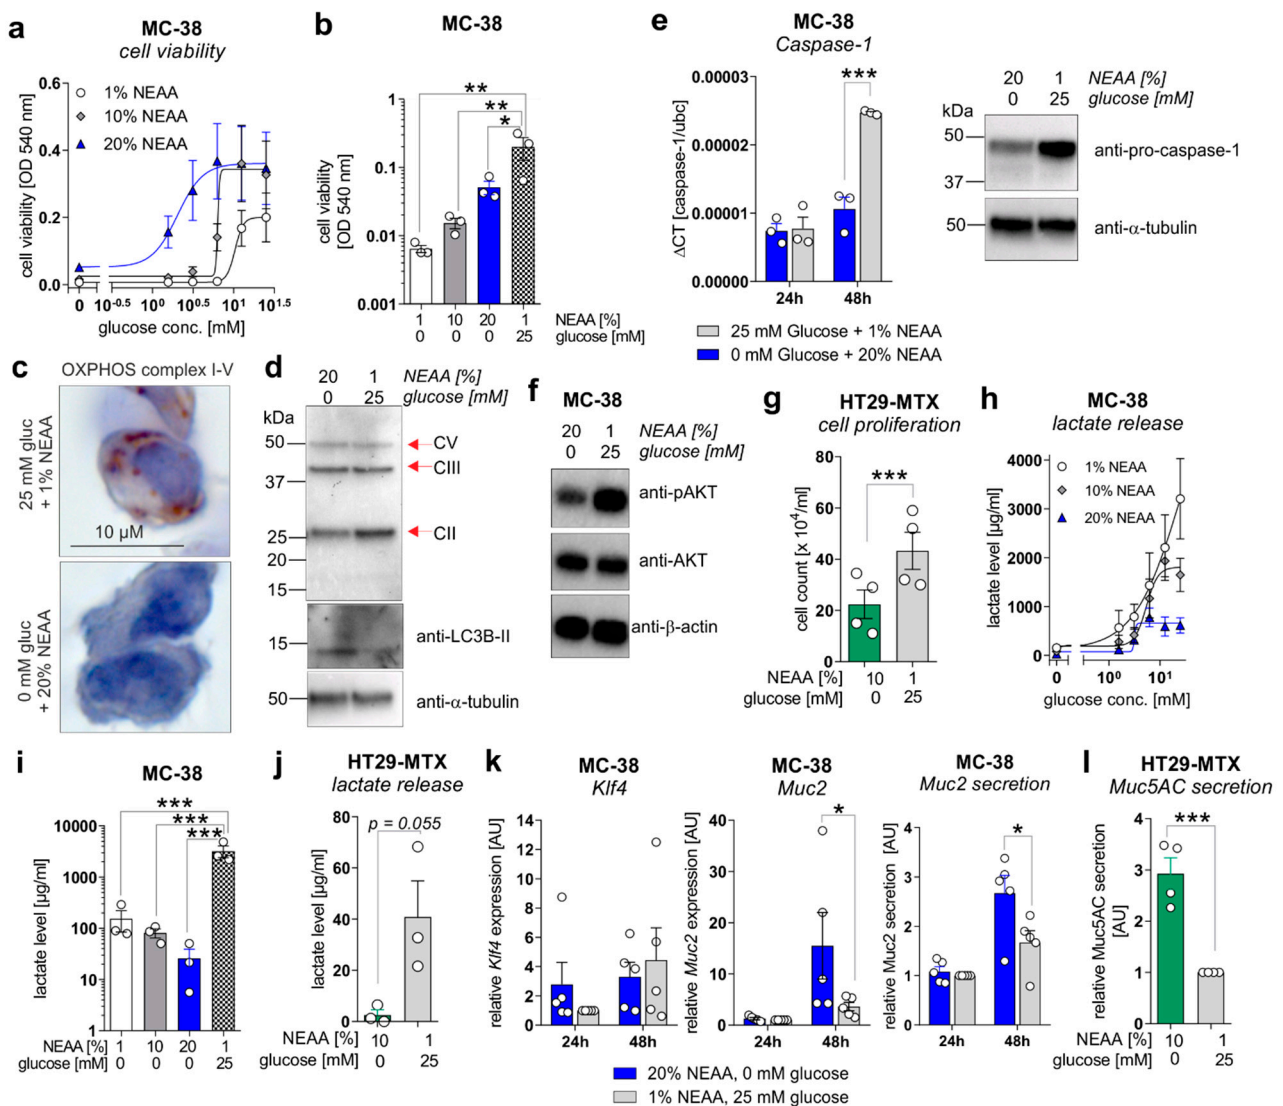 a
MC-38
cell viability
cell viability [OD 540 nm]
0.6
0.4
0.2
0.0
1% NEAA
10% NEAA
20% NEAA
0 10^-0.5 10^0 10^0.5 10^1 10^1.5
glucose conc. [mM]
b
MC-38
cell viability
[OD 540 nm]
1
0.1
0.01
0.001
**
**
*
1 10 20 1 NEAA [%]
0 0 0 25 glucose [mM]
c
OXPHOS complex I-V
25 mM gluc
+ 1% NEAA
10 µM
0 mM gluc
+ 20% NEAA
d
20 1 NEAA [%]
0 25 glucose [mM]
kDa
50
37
25
20
15
CV
CIII
CII
15
anti-LC3B-II
50
anti-α-tubulin
e
MC-38
Caspase-1
ΔCT [caspase-1/ubc]
0.00003
0.00002
0.00001
0.00000
***
24h 48h
25 mM Glucose + 1% NEAA
0 mM Glucose + 20% NEAA
20 1 NEAA [%]
0 25 glucose [mM]
kDa
50
37
50
anti-pro-caspase-1
anti-α-tubulin
f
MC-38
20 1 NEAA [%]
0 25 glucose [mM]
anti-pAKT
anti-AKT
anti-β-actin
g
HT29-MTX
cell proliferation
cell count [x 10^4/ml]
80
60
40
20
0
***
NEAA [%] 10 1
glucose [mM] 0 25
h
MC-38
lactate release
lactate level [µg/ml]
4000
3000
2000
1000
0
1% NEAA
10% NEAA
20% NEAA
0 10^0 10^1
glucose conc. [mM]
i
MC-38
lactate level [µg/ml]
10000
1000
100
10
1
***
***
***
NEAA [%] 1 10 20 1
glucose [mM] 0 0 0 25
j
HT29-MTX
lactate release
lactate level [µg/ml]
80
60
40
20
0
p = 0.055
NEAA [%] 10 1
glucose [mM] 0 25
k
MC-38
Klf4
relative Klf4 expression [AU]
14
12
10
8
6
4
2
0
24h 48h
MC-38
Muc2
relative Muc2 expression [AU]
40
30
20
10
0
*
24h 48h
MC-38
Muc2 secretion
relative Muc2 secretion [AU]
4
3
2
1
0
*
24h 48h
20% NEAA, 0 mM glucose
1% NEAA, 25 mM glucose
l
HT29-MTX
Muc5AC secretion
relative Muc5AC secretion
[AU]
4
3
2
1
0
***
NEAA [%] 10 1
glucose [mM] 0 25